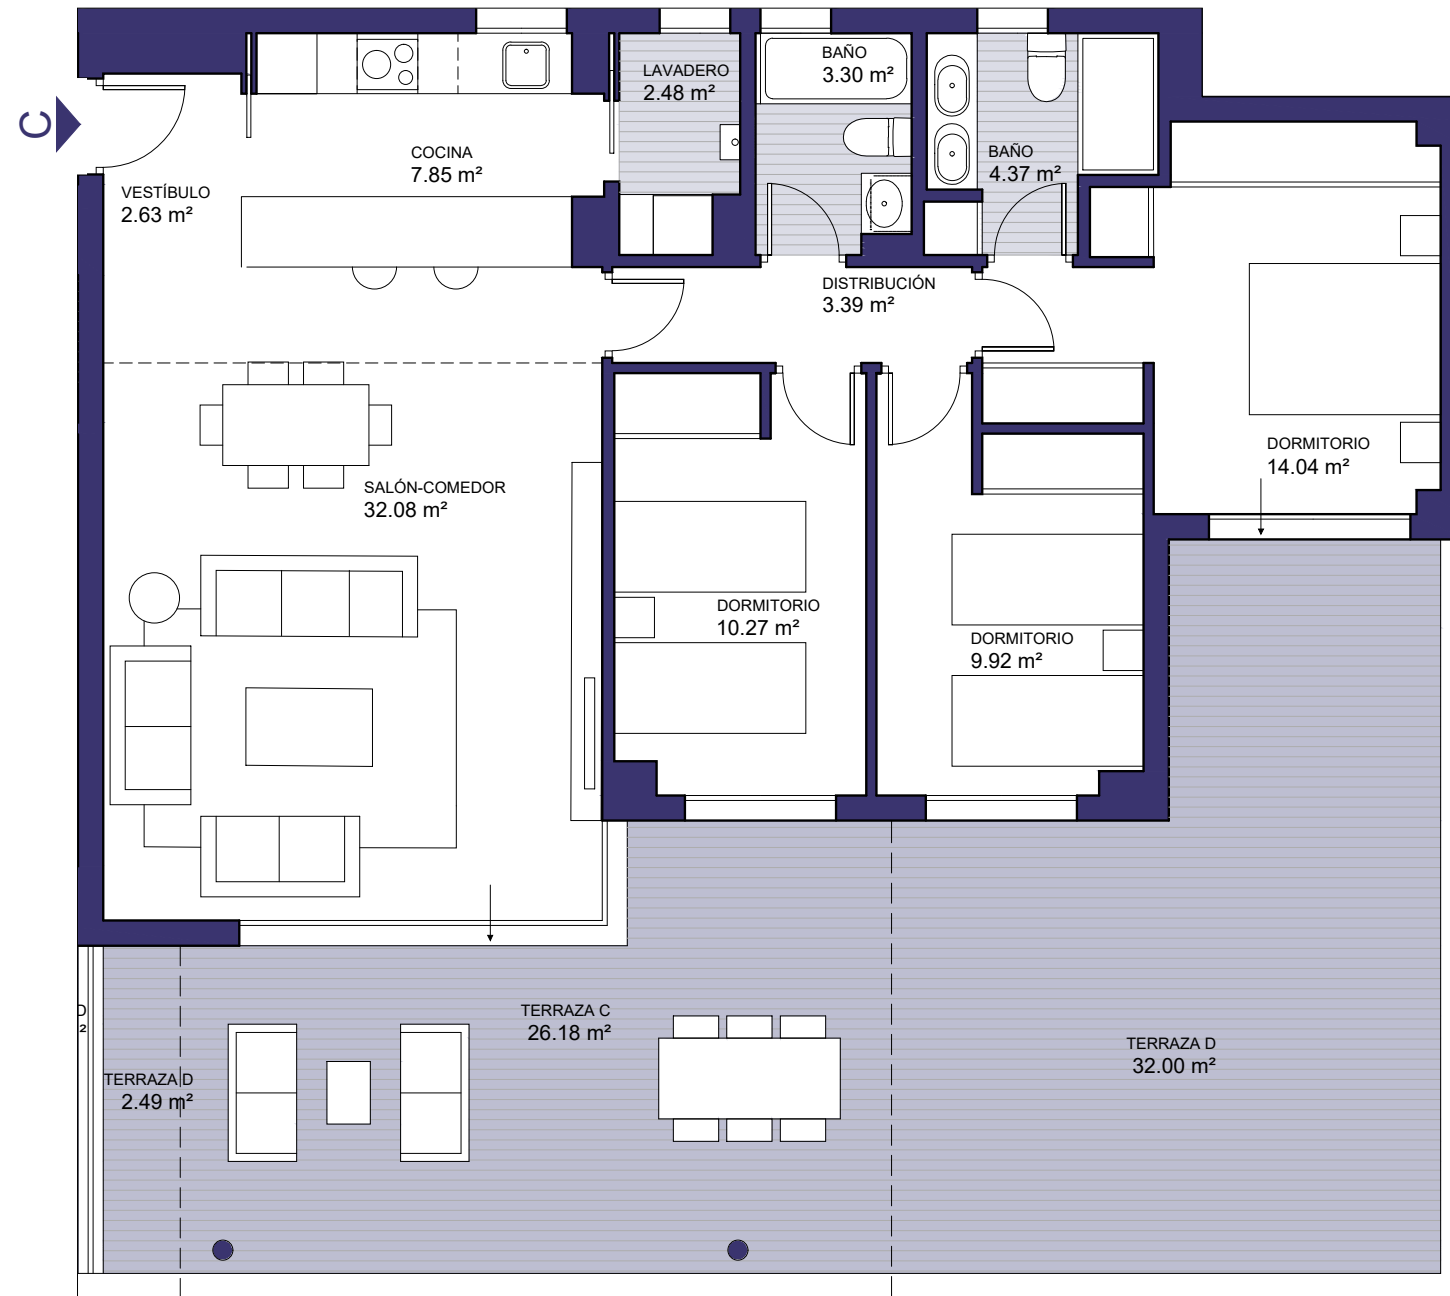 C
VESTÍBULO
2.63 m²
COCINA
7.85 m²
LAVADERO
2.48 m²
BAÑO
3.30 m²
BAÑO
4.37 m²
DISTRIBUCIÓN
3.39 m²
SALÓN-COMEDOR
32.08 m²
DORMITORIO
10.27 m²
DORMITORIO
9.92 m²
DORMITORIO
14.04 m²
TERRAZA C
26.18 m²
TERRAZA D
32.00 m²
D
²
TERRAZA D
2.49 m²